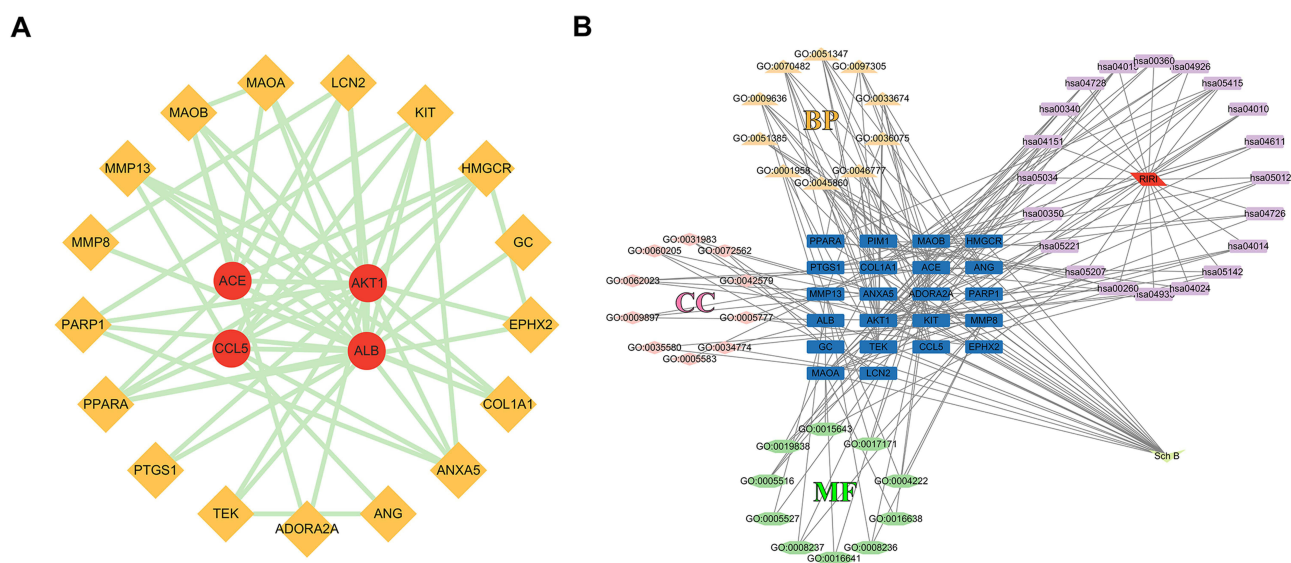 A
MAOA
LCN2
MAOB
KIT
MMP13
HMGCR
MMP8
GC
ACE
AKT1
PARP1
EPHX2
CCL5
ALB
PPARA
COL1A1
PTGS1
ANXA5
TEK
ADORA2A
ANG
B
GO:0051347
GO:0070482
GO:0097305
GO:0009636
GO:0033674
BP
GO:0051385
GO:0036075
GO:0001958
GO:0046777
GO:0045860
hsa00360
hsa04926
hsa04728
hsa05415
hsa00340
hsa04010
hsa04151
hsa04611
hsa05034
RIRI
hsa05012
hsa00350
hsa04726
hsa05221
hsa04014
hsa05207
hsa05142
hsa00260
hsa04024
GO:0031983
GO:0060205
GO:0072562
GO:0062023
GO:0042579
CC
GO:0009897
GO:0005777
GO:0035580
GO:0034774
GO:0005583
PPARA
PIM1
MAOB
HMGCR
PTGS1
COL1A1
ACE
ANG
MMP13
ANXA5
ADORA2A
PARP1
ALB
AKT1
KIT
MMP8
GC
TEK
CCL5
EPHX2
MAOA
LCN2
GO:0015643
GO:0019838
GO:0017171
GO:0005516
MF
GO:0004222
GO:0005527
GO:0016638
GO:0008237
GO:0016641
GO:0008236
Sch B